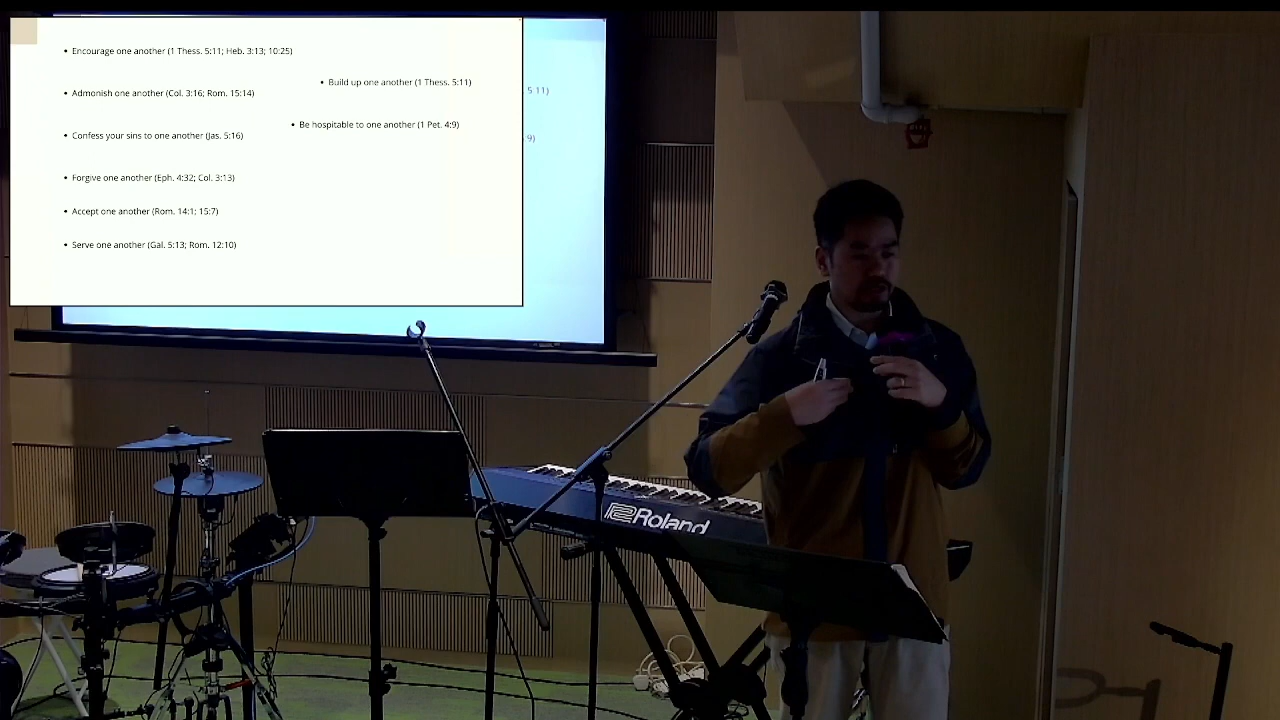 • Encourage one another (1 Thess. 5:11; Heb. 3:13; 10:25)
• Build up one another (1 Thess. 5:11)
• Admonish one another (Col. 3:16; Rom. 15:14)
• Be hospitable to one another (1 Pet. 4:9)
• Confess your sins to one another (Jas. 5:16)
• Forgive one another (Eph. 4:32; Col. 3:13)
• Accept one another (Rom. 14:1; 15:7)
• Serve one another (Gal. 5:13; Rom. 12:10)
5 11)
9)
Roland